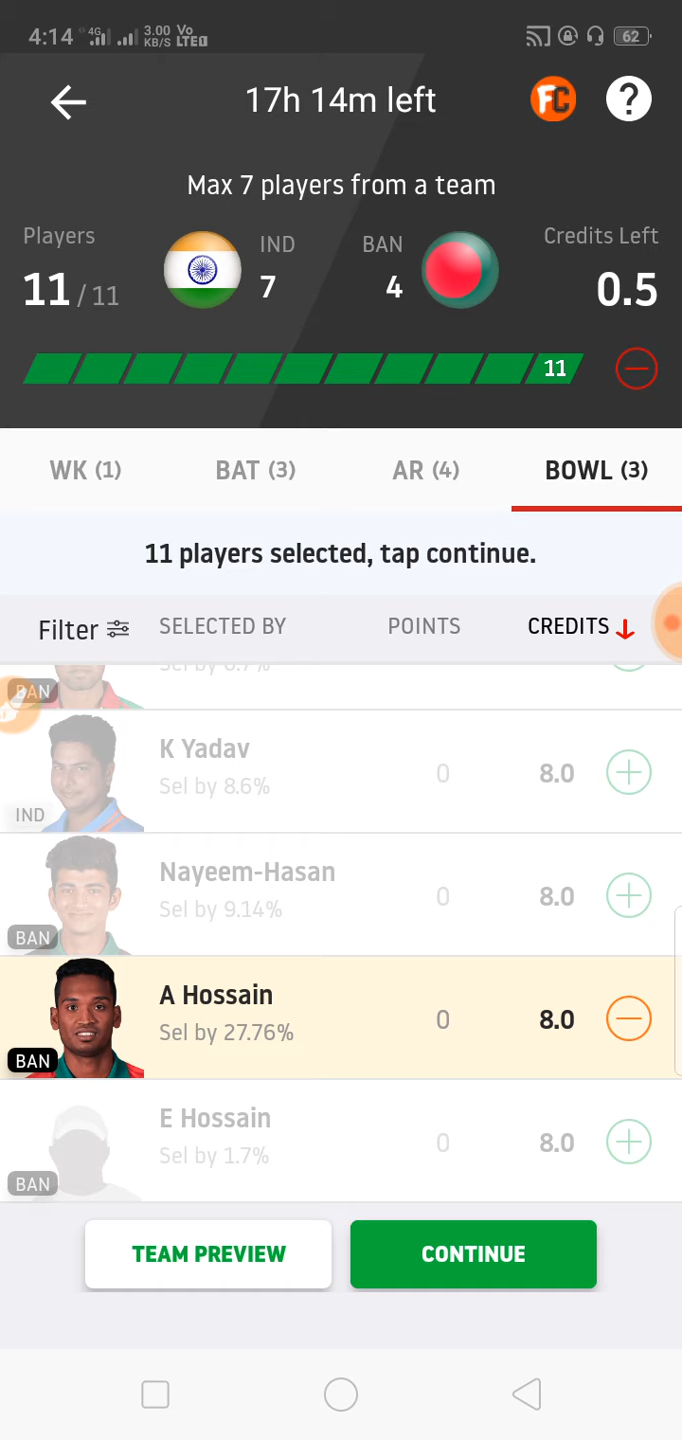 4:14 4G 3.00 KB/S Vo LTE 62
17h 14m left FC ?
Max 7 players from a team
Players IND BAN Credits Left
11 / 11 7 4 0.5
11
WK (1) BAT (3) AR (4) BOWL (3)
11 players selected, tap continue.
Filter SELECTED BY POINTS CREDITS
BAN
K Yadav
Sel by 8.6% 0 8.0
IND
Nayeem-Hasan
Sel by 9.14% 0 8.0
BAN
A Hossain
Sel by 27.76% 0 8.0
BAN
E Hossain
Sel by 1.7% 0 8.0
BAN
TEAM PREVIEW CONTINUE